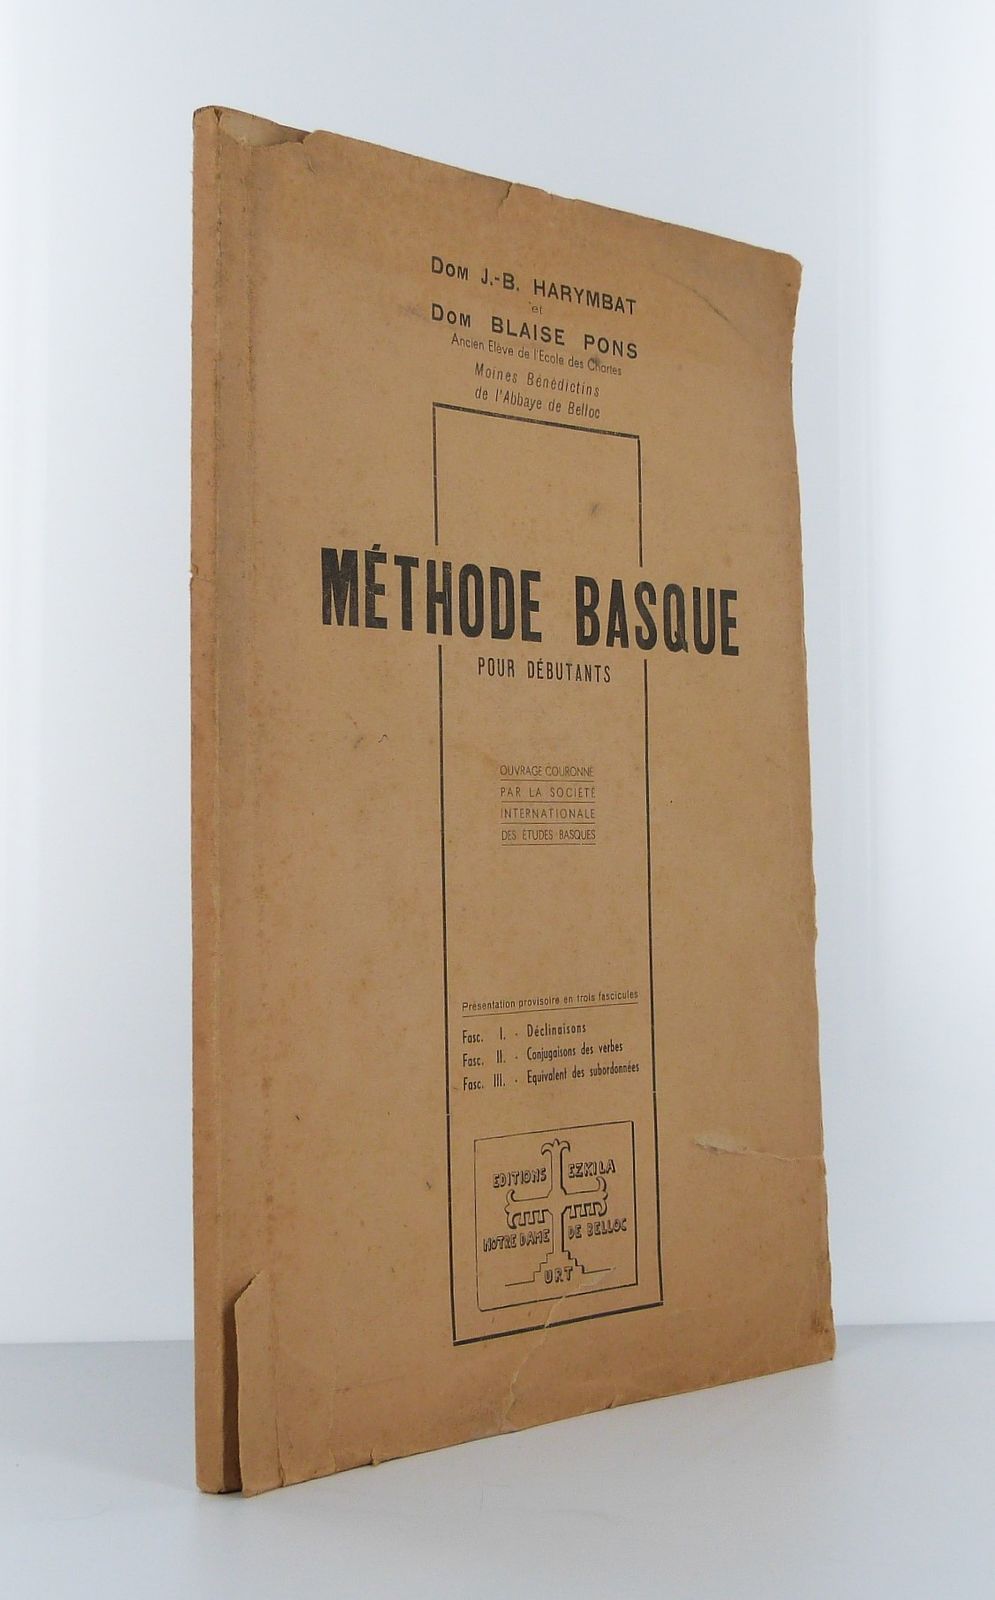 Dom J.-B. HARYMBAT
et
Dom BLAISE PONS
Ancien Elève de l'Ecole des Chartes
Moines Bénédictins
de l'Abbaye de Belloc
MÉTHODE BASQUE
POUR DÉBUTANTS
OUVRAGE COURONNÉ
PAR LA SOCIÉTÉ
INTERNATIONALE
DES ÉTUDES BASQUES
Présentation provisoire en trois fascicules
Fasc. I. - Déclinaisons
Fasc. II. - Conjugaisons des verbes
Fasc. III. - Equivalent des subordonnées
EDITIONS EZKILA
NOTRE DAME DE BELLOC
URT